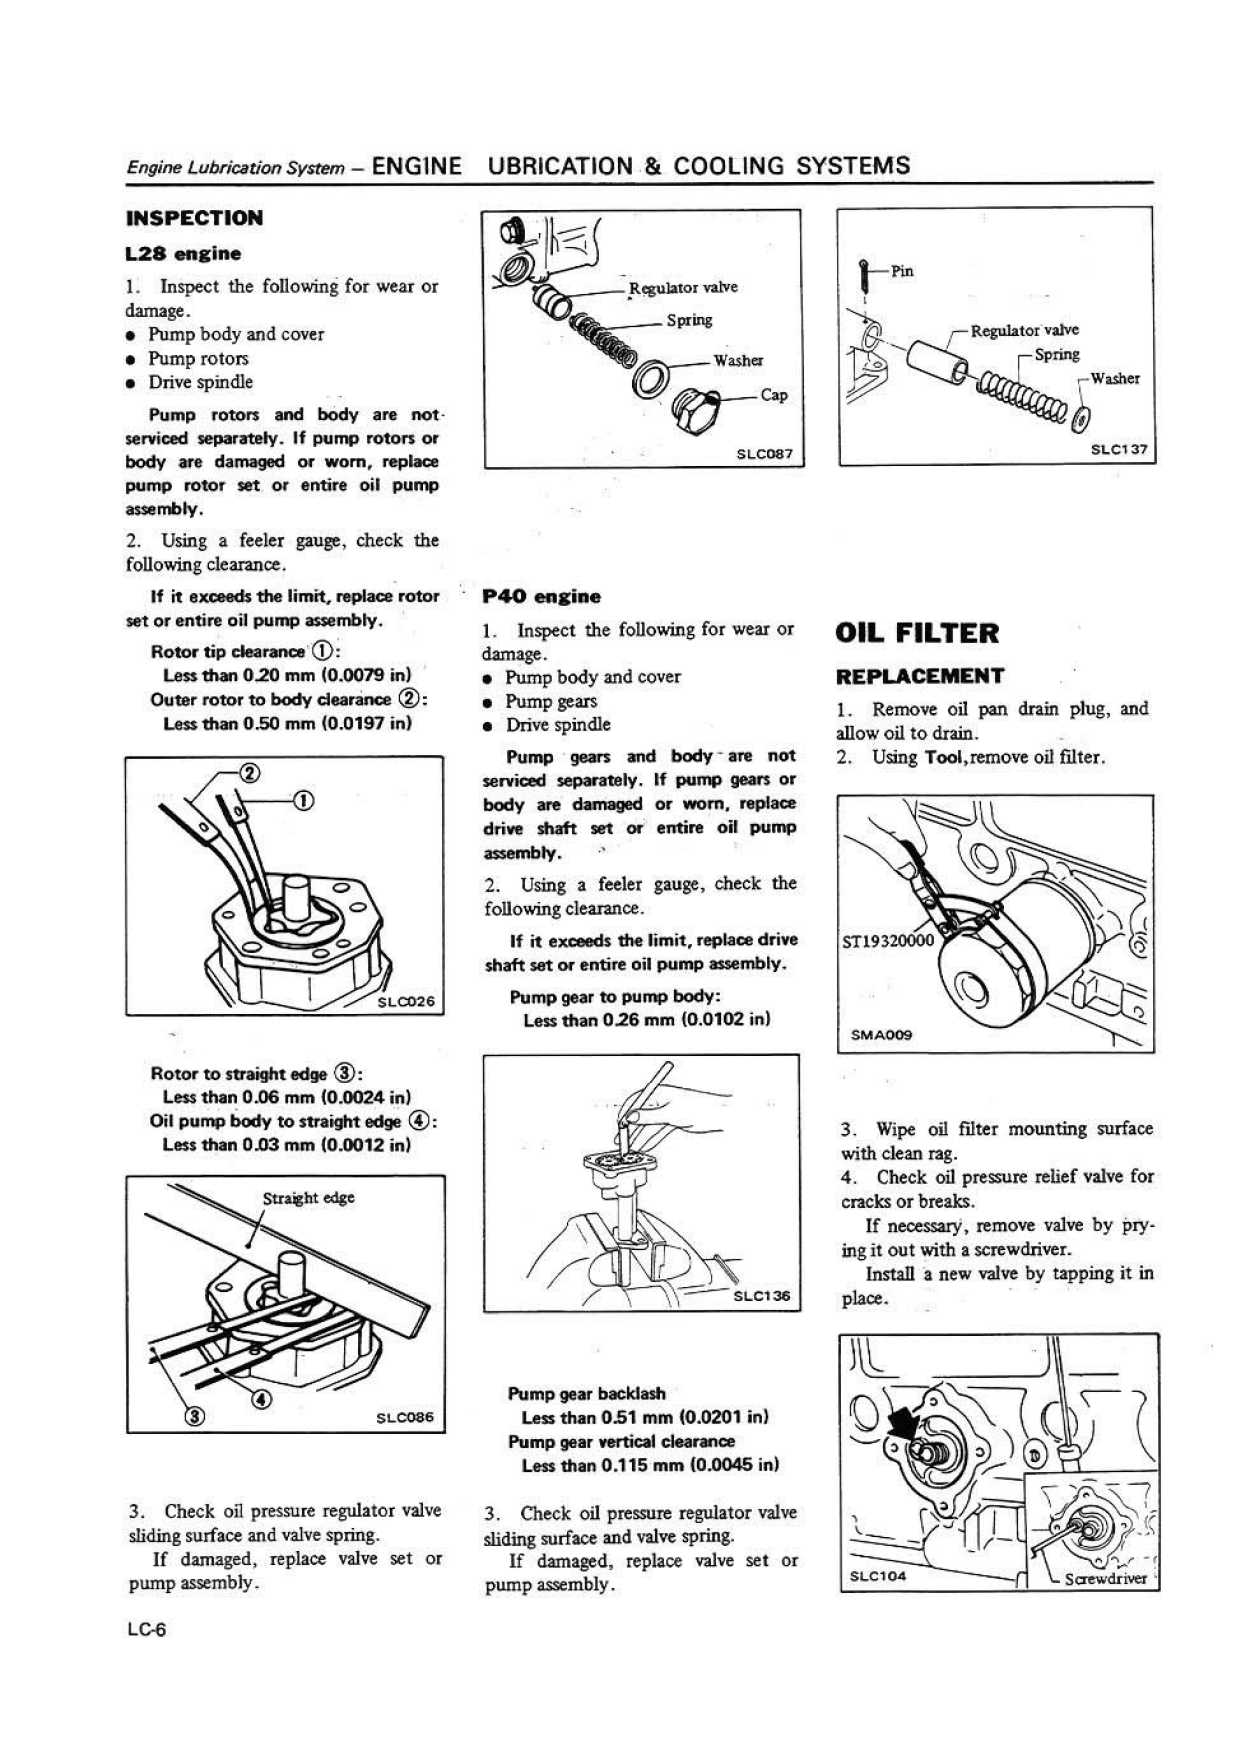 Engine Lubrication System – ENGINE UBRICATION & COOLING SYSTEMS
INSPECTION
L28 engine
1. Inspect the following for wear or
damage.
● Pump body and cover
● Pump rotors
● Drive spindle
Pump rotors and body are not
serviced separately. If pump rotors or
body are damaged or worn, replace
pump rotor set or entire oil pump
assembly.
2. Using a feeler gauge, check the
following clearance.
If it exceeds the limit, replace rotor
set or entire oil pump assembly.
Rotor tip clearance ①:
Less than 0.20 mm (0.0079 in)
Outer rotor to body clearance ②:
Less than 0.50 mm (0.0197 in)
②
①
SLC026
Rotor to straight edge ③:
Less than 0.06 mm (0.0024 in)
Oil pump body to straight edge ④:
Less than 0.03 mm (0.0012 in)
Straight edge
④
③
SLC086
3. Check oil pressure regulator valve
sliding surface and valve spring.
If damaged, replace valve set or
pump assembly.
LC-6
Regulator valve
Spring
Washer
Cap
SLC087
P40 engine
1. Inspect the following for wear or
damage.
● Pump body and cover
● Pump gears
● Drive spindle
Pump gears and body are not
serviced separately. If pump gears or
body are damaged or worn, replace
drive shaft set or entire oil pump
assembly.
2. Using a feeler gauge, check the
following clearance.
If it exceeds the limit, replace drive
shaft set or entire oil pump assembly.
Pump gear to pump body:
Less than 0.26 mm (0.0102 in)
SLC136
Pump gear backlash
Less than 0.51 mm (0.0201 in)
Pump gear vertical clearance
Less than 0.115 mm (0.0045 in)
3. Check oil pressure regulator valve
sliding surface and valve spring.
If damaged, replace valve set or
pump assembly.
Pin
Regulator valve
Spring
Washer
SLC137
OIL FILTER
REPLACEMENT
1. Remove oil pan drain plug, and
allow oil to drain.
2. Using Tool, remove oil filter.
ST19320000
SMA009
3. Wipe oil filter mounting surface
with clean rag.
4. Check oil pressure relief valve for
cracks or breaks.
If necessary, remove valve by pry-
ing it out with a screwdriver.
Install a new valve by tapping it in
place.
SLC104
Screwdriver